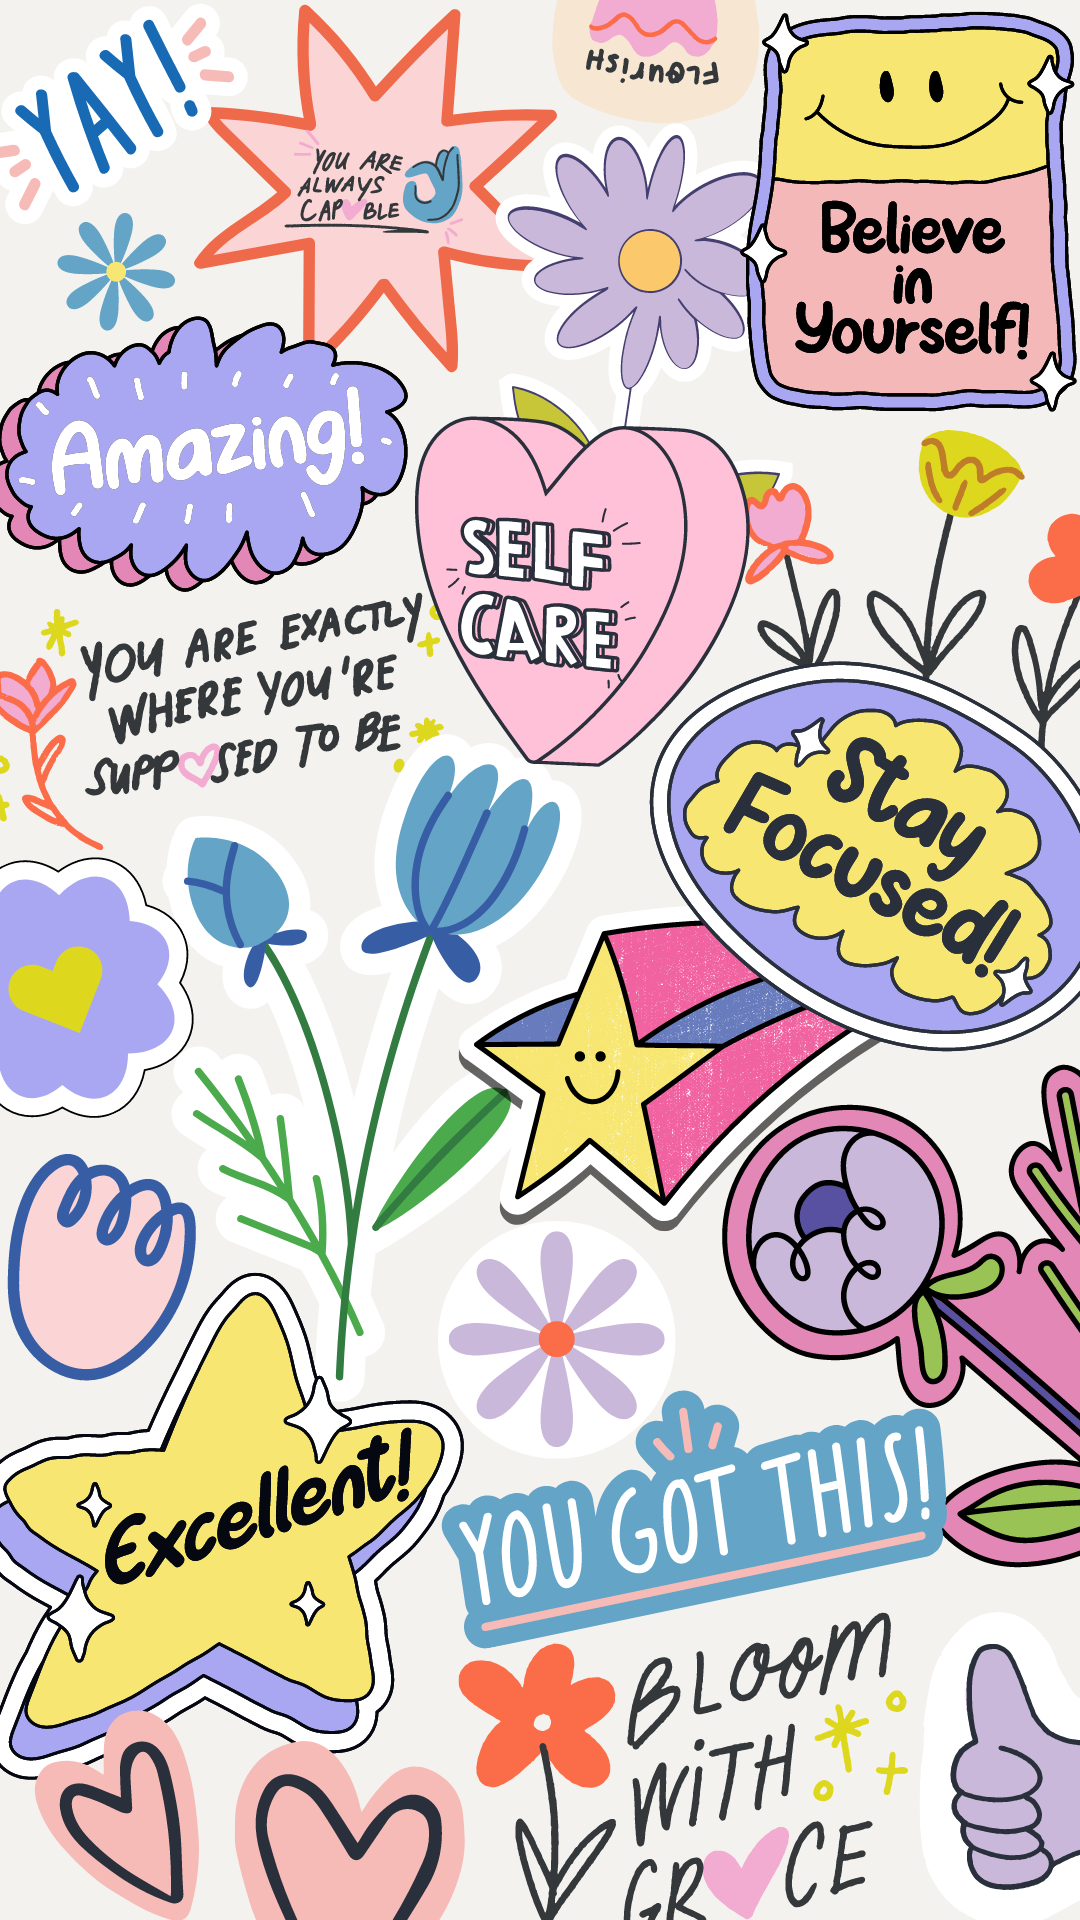 YAY!
YOU ARE
ALWAYS
CAP🩷BLE
FLOURISH
Believe
in
Yourself!
Amazing!
SELF
CARE
YOU ARE EXACTLY
WHERE YOU'RE
SUPP🩷SED TO BE
Stay
Focused!
Excellent!
YOU GOT THIS!
BLOOM
WiTH
GR🩷CE